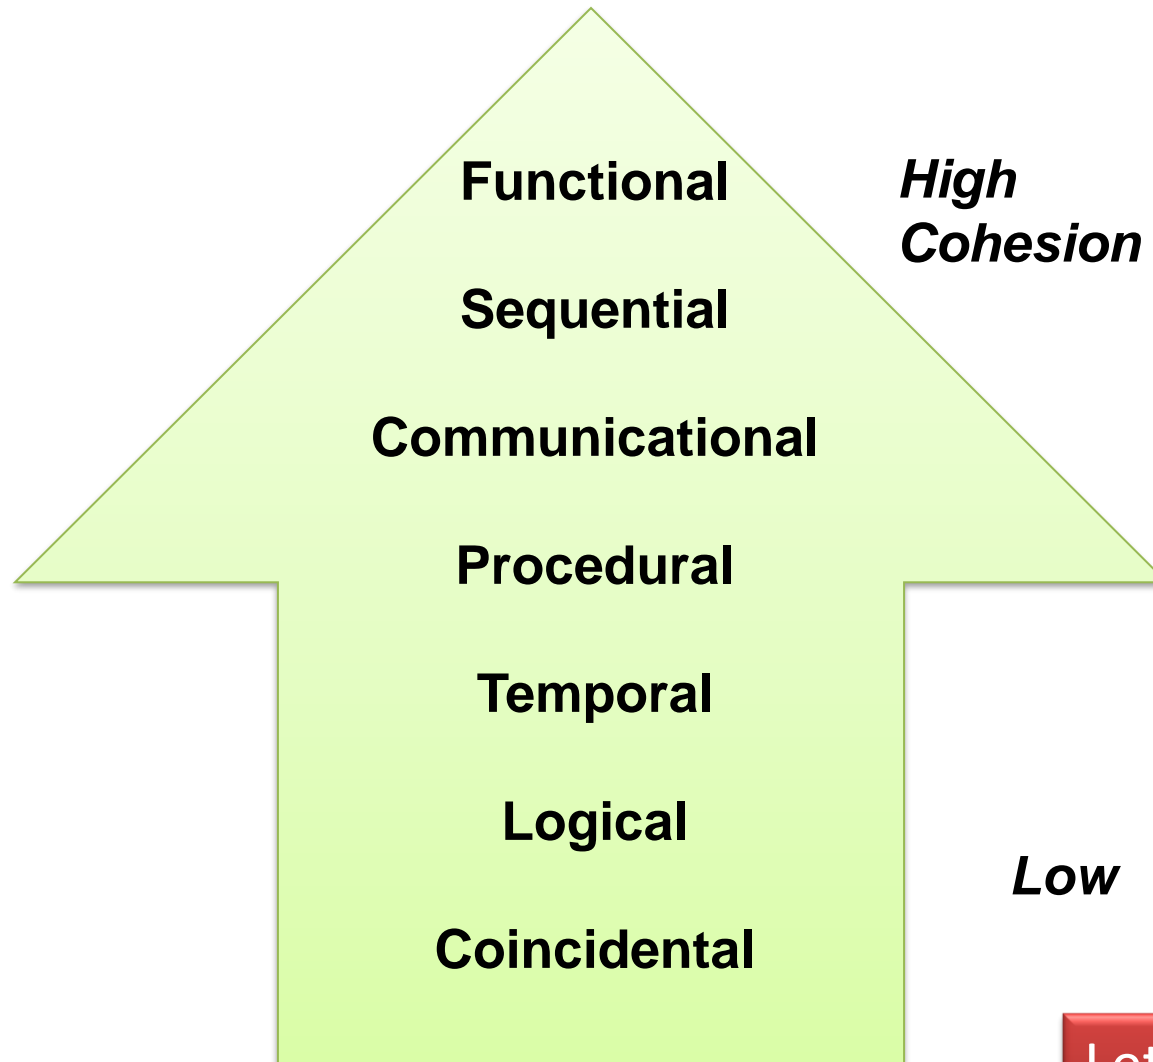 Functional
High
Cohesion
Sequential
Communicational
Procedural
Temporal
Logical
Low
Coincidental